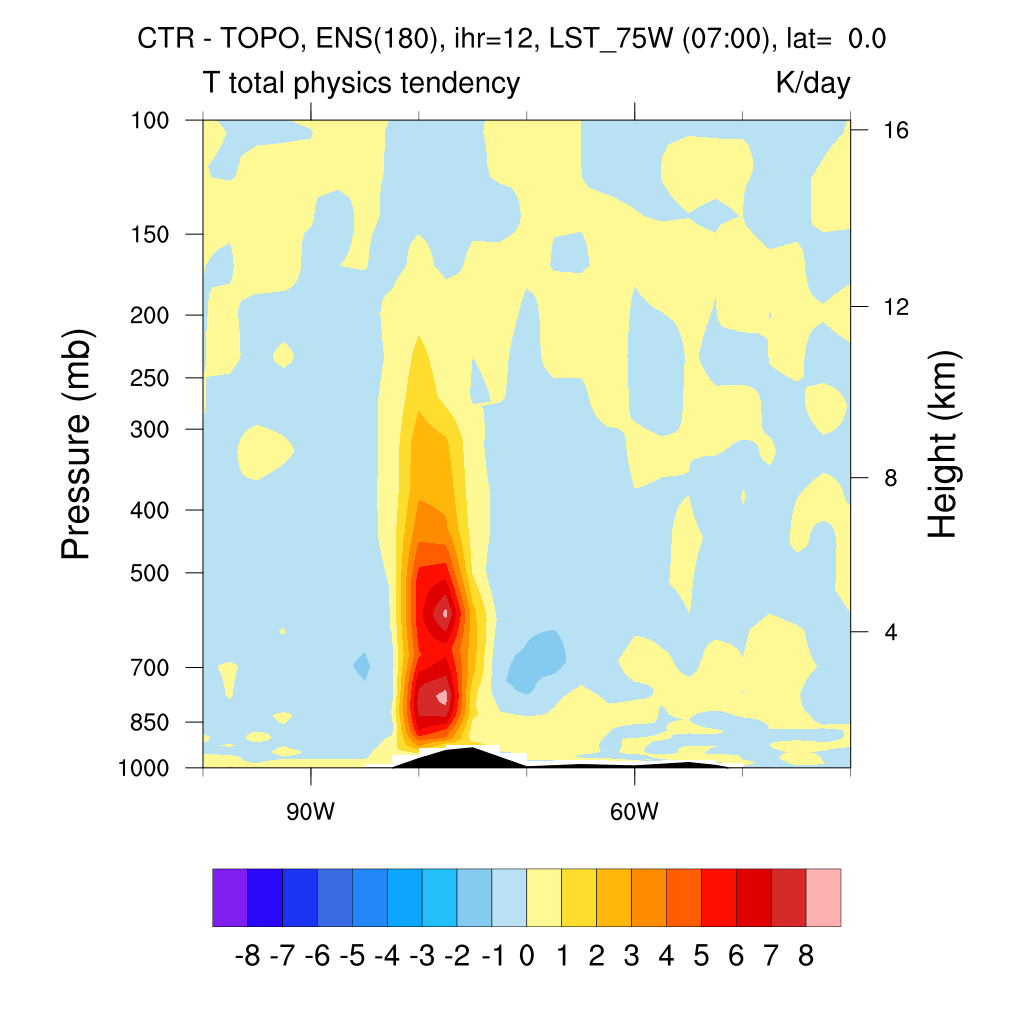 CTR - TOPO, ENS(180), ihr=12, LST_75W (07:00), lat=  0.0
T total physics tendency K/day
100
150
200
250
300
400
500
700
850
1000
Pressure (mb)
16
12
8
4
Height (km)
90W 60W
-8 -7 -6 -5 -4 -3 -2 -1 0 1 2 3 4 5 6 7 8